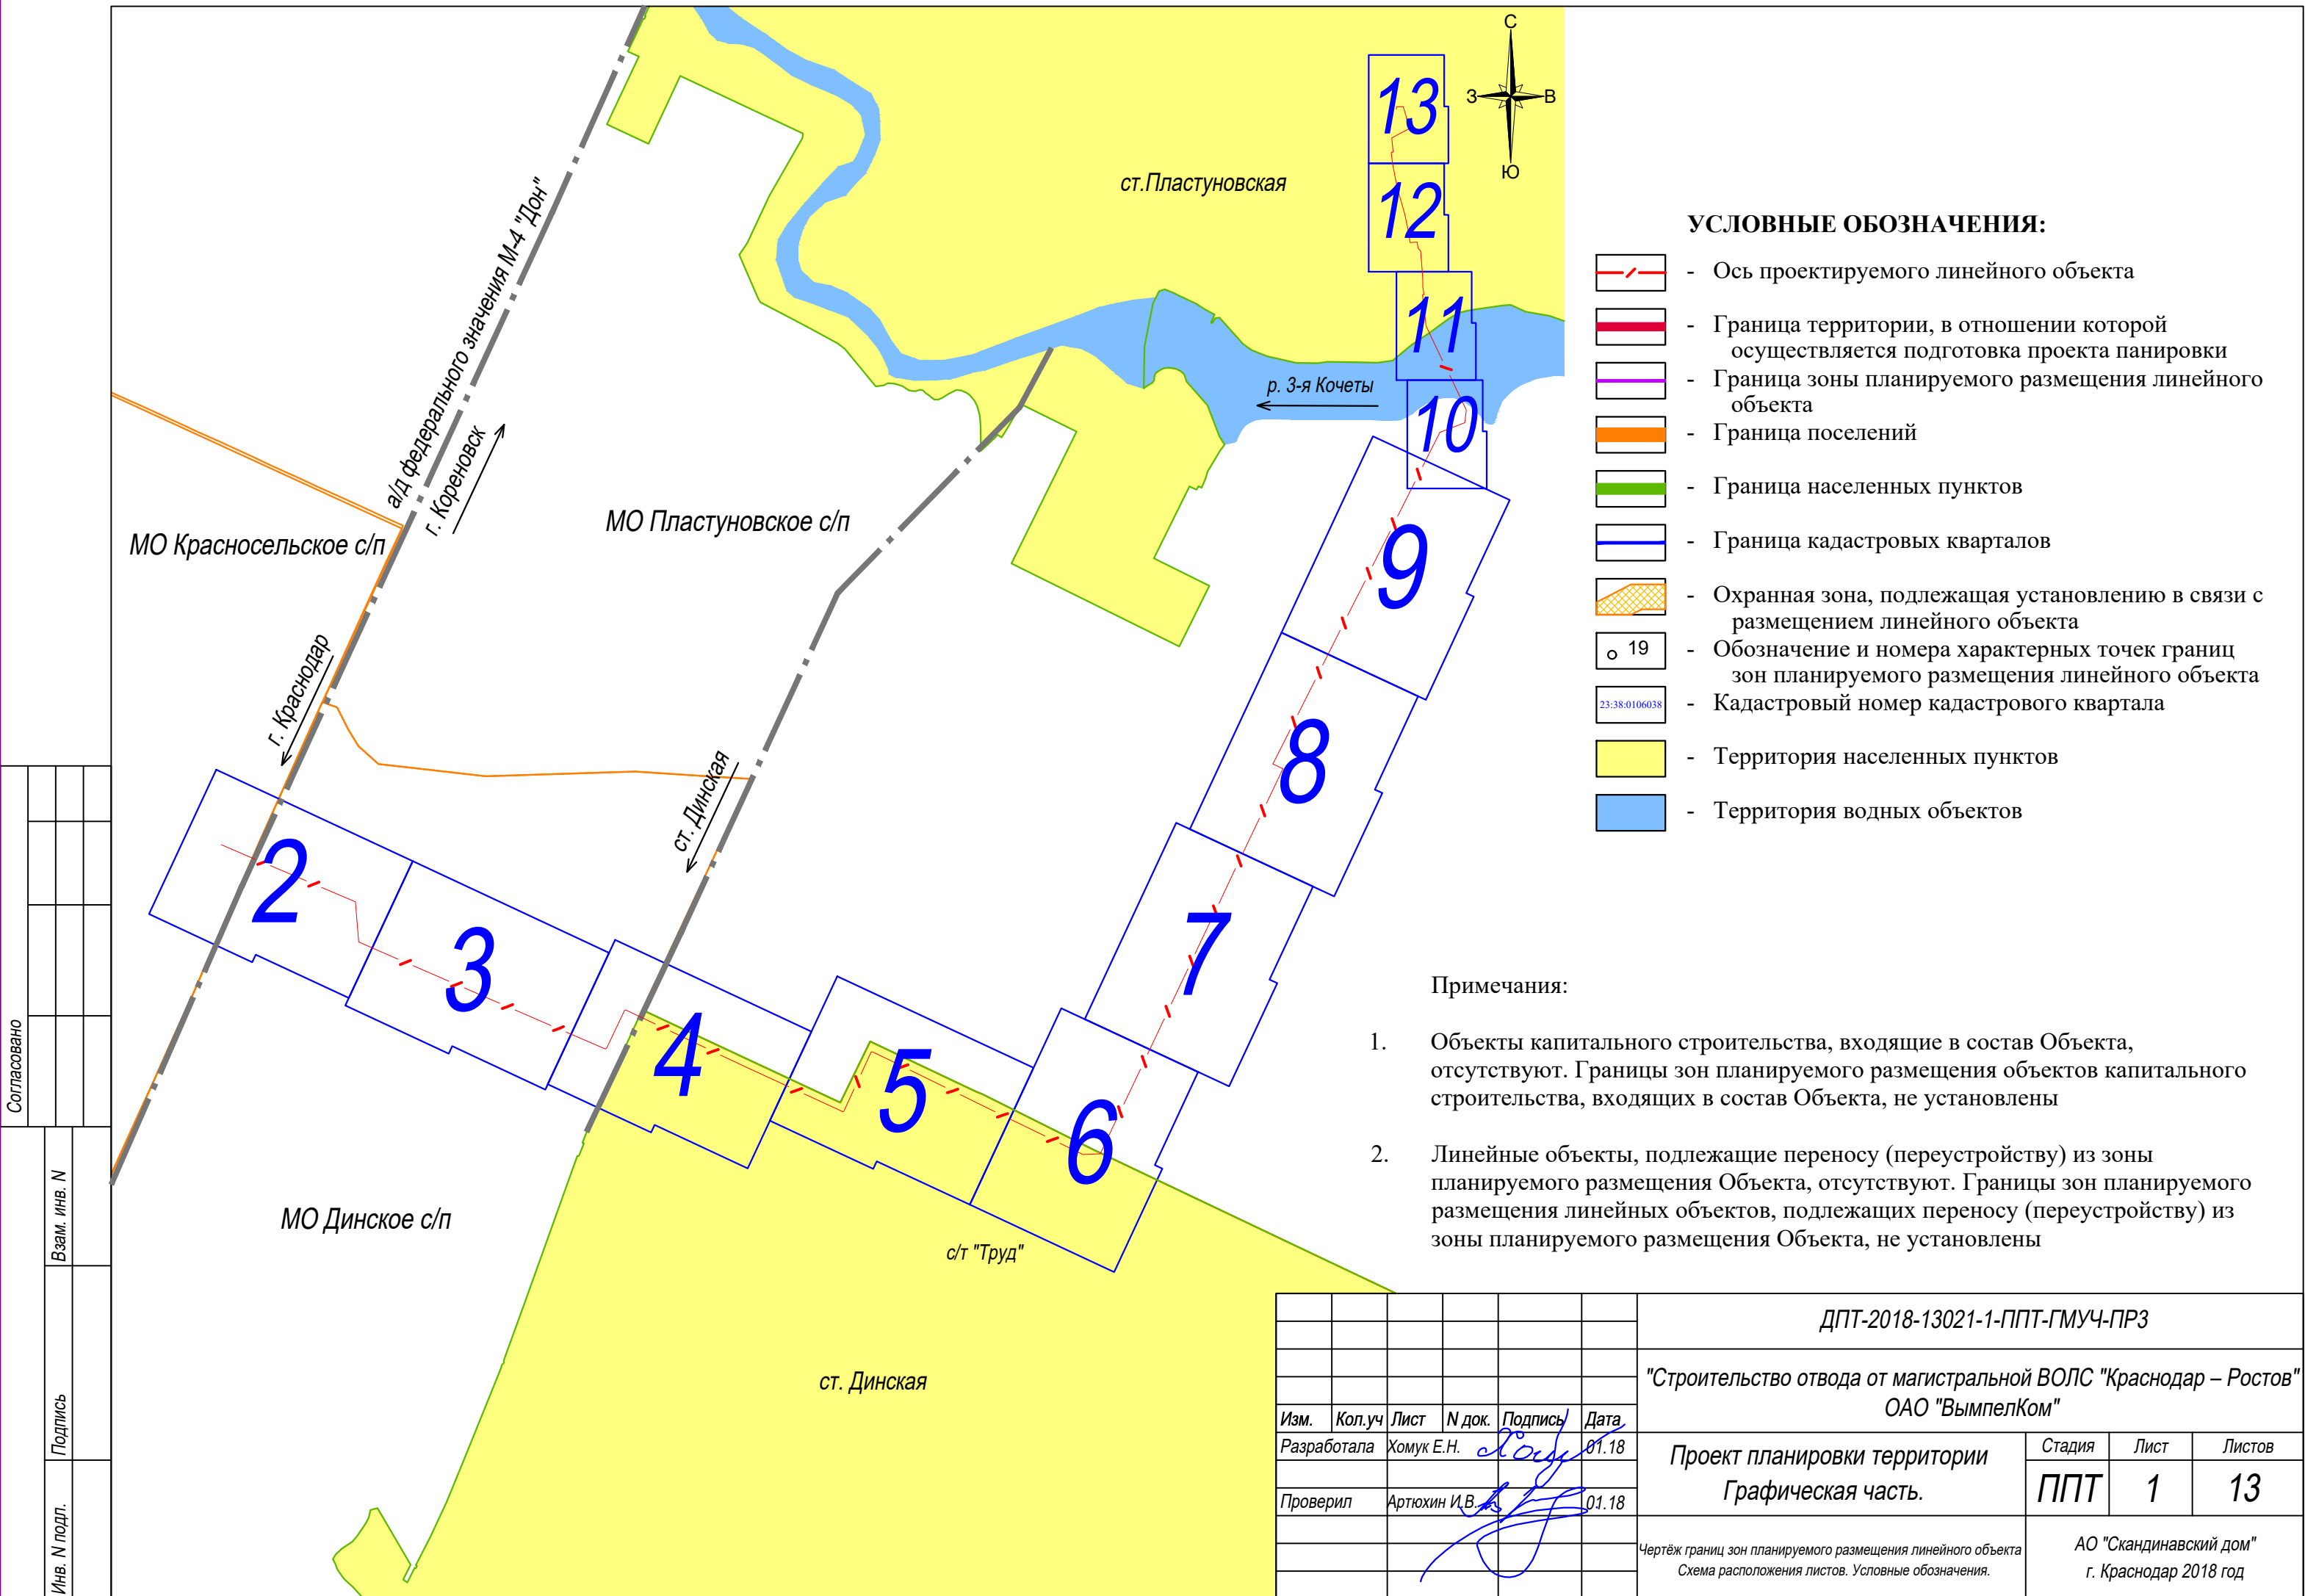 С
З
В
Ю
13
12
11
10
9
8
7
6
5
4
3
2
ст.Пластуновская
р. 3-я Кочеты
а/д федерального значения М-4 "Дон"
г. Кореновск
МО Пластуновское с/п
МО Красносельское с/п
г. Краснодар
ст. Динская
МО Динское с/п
с/т "Труд"
ст. Динская
УСЛОВНЫЕ ОБОЗНАЧЕНИЯ:
- Ось проектируемого линейного объекта
- Граница территории, в отношении которой
осуществляется подготовка проекта панировки
- Граница зоны планируемого размещения линейного
объекта
- Граница поселений
- Граница населенных пунктов
- Граница кадастровых кварталов
- Охранная зона, подлежащая установлению в связи с
размещением линейного объекта
19 - Обозначение и номера характерных точек границ
зон планируемого размещения линейного объекта
23:38:0106038 - Кадастровый номер кадастрового квартала
- Территория населенных пунктов
- Территория водных объектов
Примечания:
1. Объекты капитального строительства, входящие в состав Объекта,
отсутствуют. Границы зон планируемого размещения объектов капитального
строительства, входящих в состав Объекта, не установлены
2. Линейные объекты, подлежащие переносу (переустройству) из зоны
планируемого размещения Объекта, отсутствуют. Границы зон планируемого
размещения линейных объектов, подлежащих переносу (переустройству) из
зоны планируемого размещения Объекта, не установлены
Согласовано
Взам. инв. N
Подпись
Инв. N подл.
ДПТ-2018-13021-1-ППТ-ГМУЧ-ПР3
"Строительство отвода от магистральной ВОЛС "Краснодар – Ростов"
ОАО "ВымпелКом"
Изм. Кол.уч Лист N док. Подпись Дата
Разработала Хомук Е.Н. 01.18
Проверил Артюхин И.В. 01.18
Проект планировки территории
Графическая часть.
Стадия Лист Листов
ППТ 1 13
Чертёж границ зон планируемого размещения линейного объекта
Схема расположения листов. Условные обозначения.
АО "Скандинавский дом"
г. Краснодар 2018 год